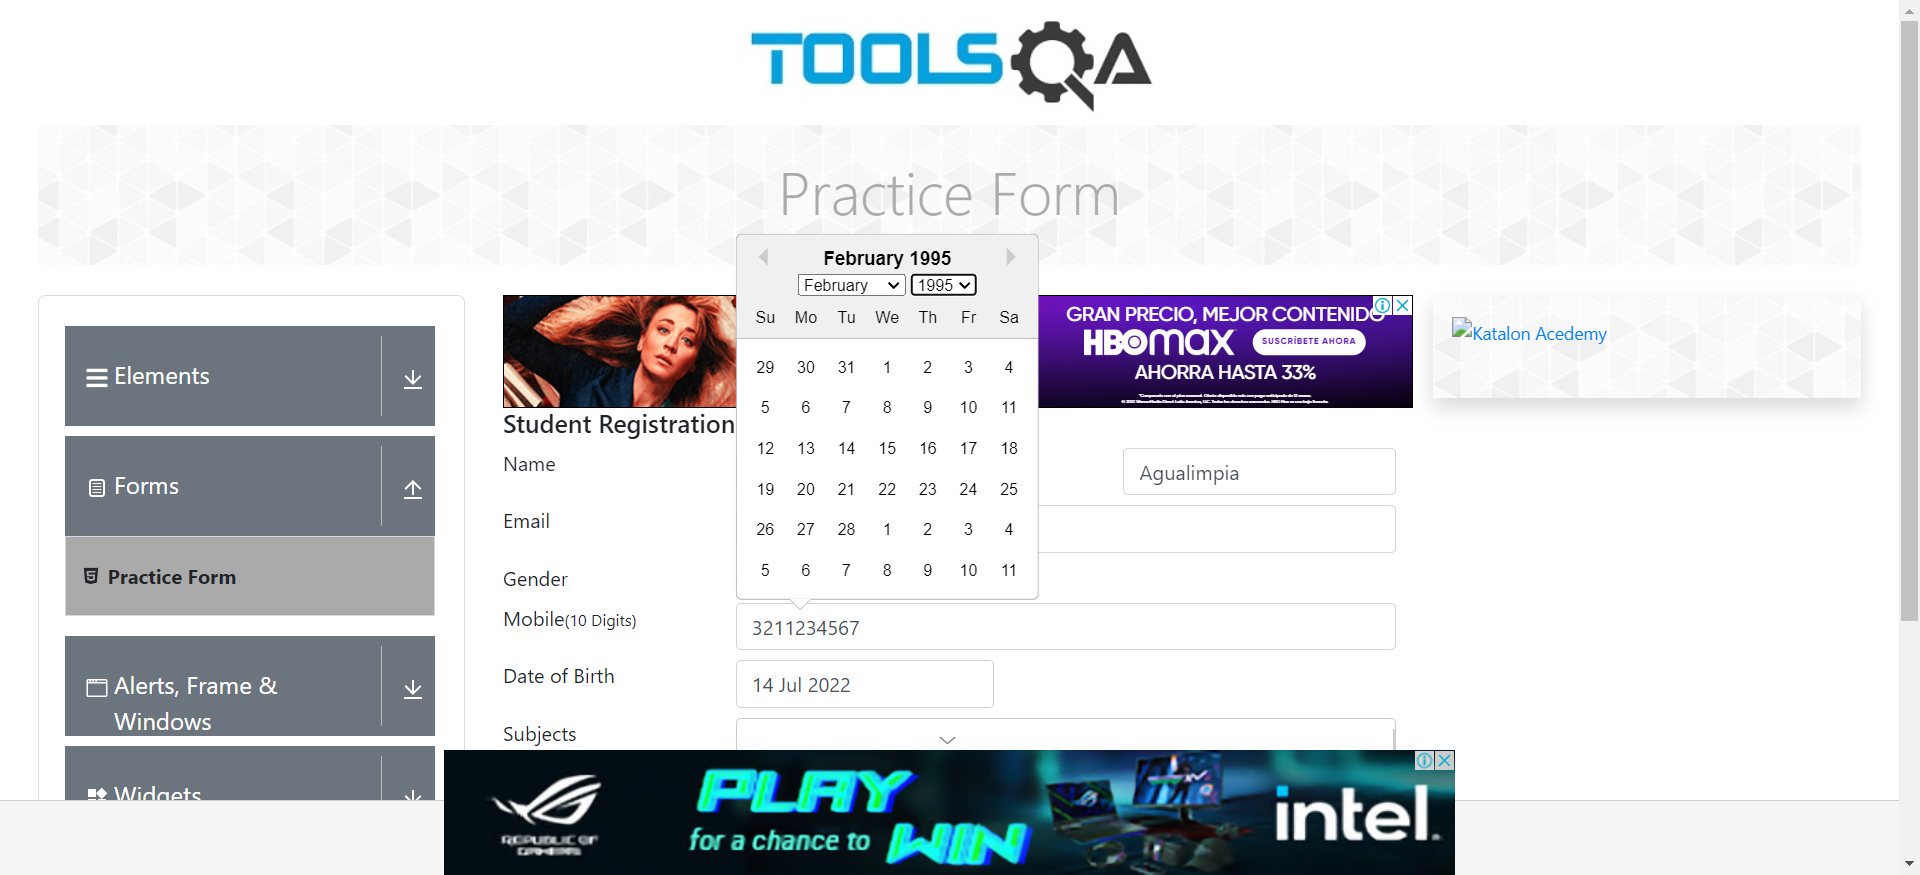 TOOLSQA
Practice Form
February 1995
February 1995
Su Mo Tu We Th Fr Sa
29 30 31 1 2 3 4
5 6 7 8 9 10 11
12 13 14 15 16 17 18
19 20 21 22 23 24 25
26 27 28 1 2 3 4
5 6 7 8 9 10 11
Elements
Forms
Practice Form
Alerts, Frame &
Windows
Widgets
GRAN PRECIO, MEJOR CONTENIDO
HBOmax SUSCRÍBETE AHORA
AHORRA HASTA 33%
Katalon Acedemy
Student Registration
Name
Agualimpia
Email
Gender
Mobile(10 Digits)
3211234567
Date of Birth
14 Jul 2022
Subjects
REPUBLIC OF
GAMERS
PLAY
for a chance to WIN
intel.